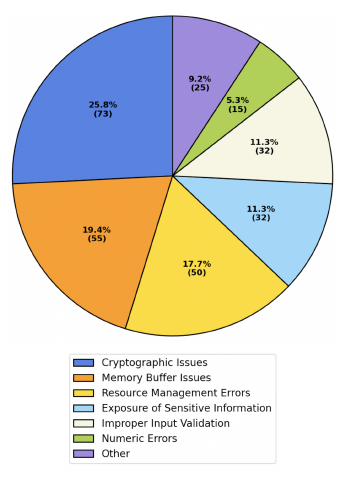 9.2%
(25)
5.3%
(15)
25.8%
(73)
11.3%
(32)
11.3%
(32)
19.4%
(55)
17.7%
(50)
Cryptographic Issues
Memory Buffer Issues
Resource Management Errors
Exposure of Sensitive Information
Improper Input Validation
Numeric Errors
Other